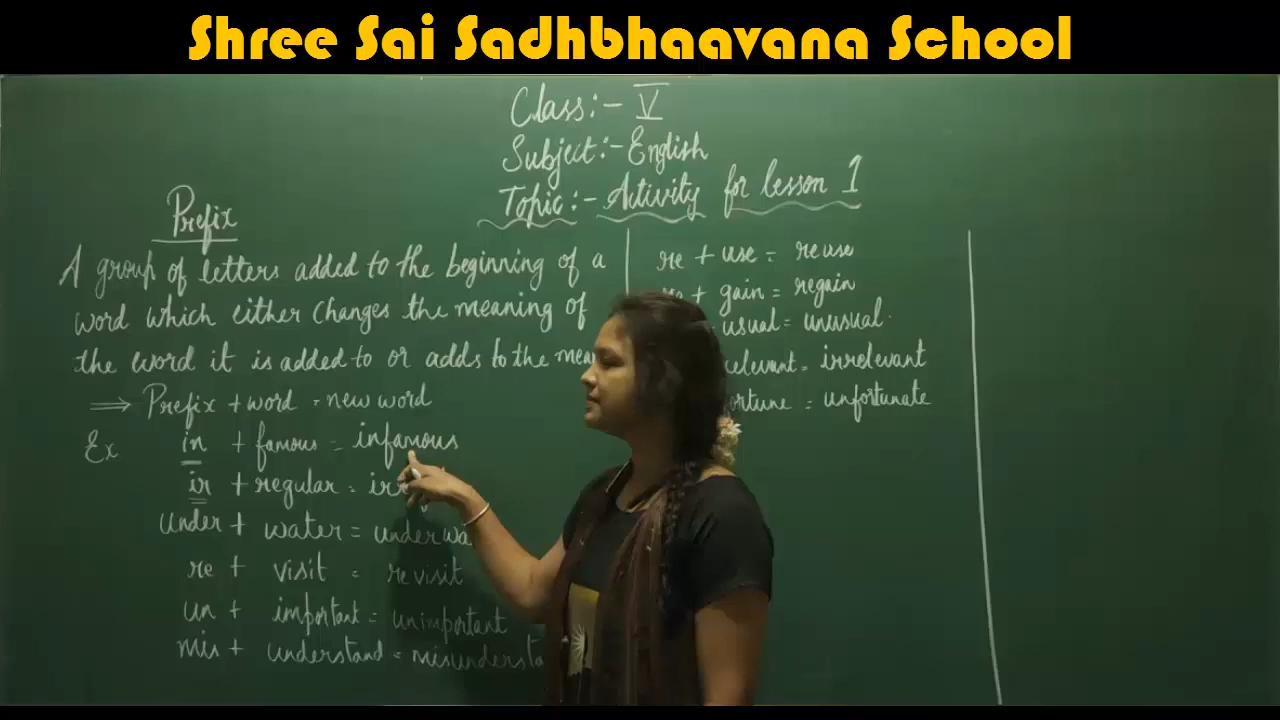 Shree Sai Sadhbhaavana School
Class:- V
Subject:- English
Topic:- Activity for lesson 1
Prefix
A group of letters added to the beginning of a
word which either changes the meaning of
the word it is added to or adds to the
⇒ Prefix + word = new word
Ex in + famous = infamous
ir + regular =
under + water =
re + visit = revisit
un + important = unimportant
mis + understand =
re + use = reuse
+ gain = regain
usual = unusual.
= irrelevant
= unfortunate